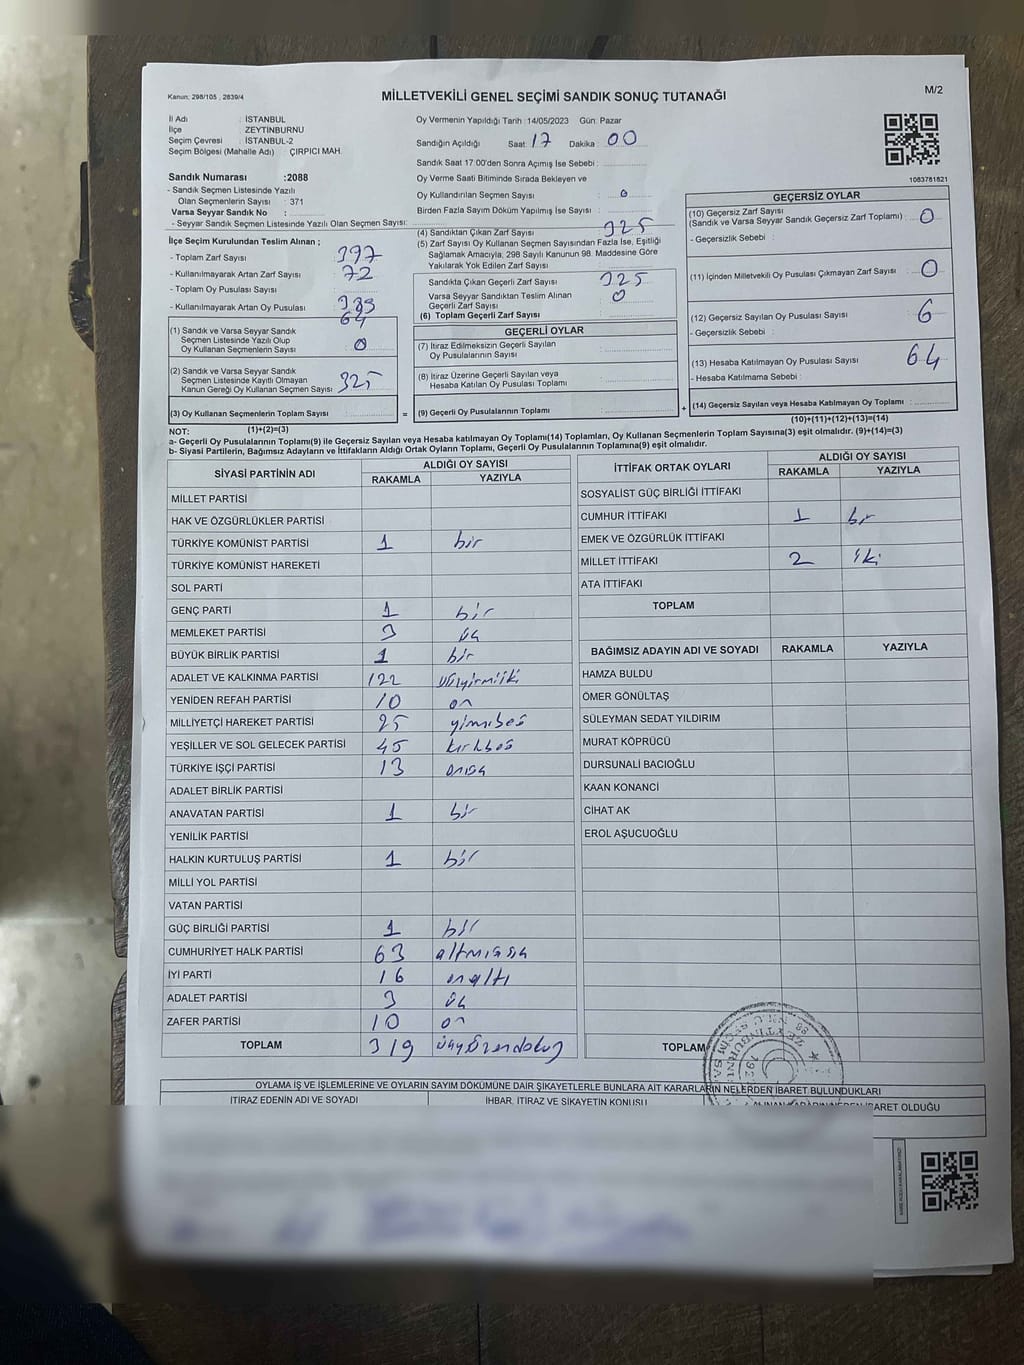 Kanun: 298/105 , 2839/4
MİLLETVEKİLİ GENEL SEÇİMİ SANDIK SONUÇ TUTANAĞI
M/2
İl Adı : İSTANBUL
İlçe : ZEYTİNBURNU
Seçim Çevresi : İSTANBUL-2
Seçim Bölgesi (Mahalle Adı) : ÇIRPICI MAH.
Sandık Numarası :2088
- Sandık Seçmen Listesinde Yazılı
Olan Seçmenlerin Sayısı : 371
Varsa Seyyar Sandık No :
- Seyyar Sandık Listesinde Yazılı Olan Seçmen Sayısı:
İlçe Seçim Kurulundan Teslim Alınan ;
- Toplam Zarf Sayısı : 397
- Kullanılmayarak Artan Zarf Sayısı : 72
- Toplam Oy Pusulası Sayısı :
- Kullanılmayarak Artan Oy Pusulası :
64
(1) Sandık ve Varsa Seyyar Sandık
Seçmen Listesinde Yazılı Olup
Oy Kullanan Seçmenlerin Sayısı : 0
(2) Sandık ve Varsa Seyyar Sandık
Seçmen Listesinde Kayıtlı Olmayan
Kanun Gereği Oy Kullanan Seçmen Sayısı : 325
(3) Oy Kullanan Seçmenlerin Toplam Sayısı :
(1)+(2)=(3)
Oy Vermenin Yapıldığı Tarih : 14/05/2023 Gün: Pazar
Sandığın Açıldığı Saat: 17 Dakika: 00
Sandık Saat 17:00'den Sonra Açımış İse Sebebi :
Oy Verme Saati Bitiminde Sırada Bekleyen ve
Oy Kullandırılan Seçmen Sayısı : 0
Birden Fazla Sayım Döküm Yapılmış İse Sayısı :
(4) Sandıktan Çıkan Zarf Sayısı : 325
(5) Zarf Sayısı Oy Kullanan Seçmen Sayısından Fazla İse, Eşitliği
Sağlamak Amacıyla, 298 Sayılı Kanunun 98. Maddesine Göre
Yakılarak Yok Edilen Zarf Sayısı :
Sandıkta Çıkan Geçerli Zarf Sayısı : 325
Varsa Seyyar Sandıktan Teslim Alınan
Geçerli Zarf Sayısı : 0
(6) Toplam Geçerli Zarf Sayısı :
GEÇERLİ OYLAR
(7) İtiraz Edilmeksizin Geçerli Sayılan
Oy Pusulalarının Sayısı :
(8) İtiraz Üzerine Geçerli Sayılan veya
Hesaba Katılan Oy Pusulası Toplamı :
= (9) Geçerli Oy Pusulalarının Toplamı : +
1083781821
GEÇERSİZ OYLAR
(10) Geçersiz Zarf Sayısı
(Sandık ve Varsa Seyyar Sandık Geçersiz Zarf Toplamı) : 0
- Geçersizlik Sebebi :
(11) İçinden Milletvekili Oy Pusulası Çıkmayan Zarf Sayısı : 0
(12) Geçersiz Sayılan Oy Pusulası Sayısı : 6
- Geçersizlik Sebebi :
(13) Hesaba Katılmayan Oy Pusulası Sayısı : 64
- Hesaba Katılmama Sebebi :
(14) Geçersiz Sayılan veya Hesaba Katılmayan Oy Toplamı :
(10)+(11)+(12)+(13)=(14)
NOT:
a- Geçerli Oy Pusulalarının Toplamı(9) ile Geçersiz Sayılan veya Hesaba katılmayan Oy Toplamı(14) Toplamları, Oy Kullanan Seçmenlerin Toplam Sayısına(3) eşit olmalıdır. (9)+(14)=(3)
b- Siyasi Partilerin, Bağımsız Adayların ve İttifakların Aldığı Ortak Oyların Toplamı, Geçerli Oy Pusulalarının Toplamına(9) eşit olmalıdır.
SİYASİ PARTİNİN ADI ALDIĞI OY SAYISI
RAKAMLA YAZIYLA
MİLLET PARTİSİ
HAK VE ÖZGÜRLÜKLER PARTİSİ
TÜRKİYE KOMÜNİST PARTİSİ 1 bir
TÜRKİYE KOMÜNİST HAREKETİ
SOL PARTİ
GENÇ PARTİ 1 bir
MEMLEKET PARTİSİ 3 üç
BÜYÜK BİRLİK PARTİSİ 1 bir
ADALET VE KALKINMA PARTİSİ 122 yüzyirmiiki
YENİDEN REFAH PARTİSİ 10 on
MİLLİYETÇİ HAREKET PARTİSİ 25 yirmibeş
YEŞİLLER VE SOL GELECEK PARTİSİ 45 kırkbeş
TÜRKİYE İŞÇİ PARTİSİ 13 onüç
ADALET BİRLİK PARTİSİ
ANAVATAN PARTİSİ 1 bir
YENİLİK PARTİSİ
HALKIN KURTULUŞ PARTİSİ 1 bir
MİLLİ YOL PARTİSİ
VATAN PARTİSİ
GÜÇ BİRLİĞİ PARTİSİ 1 bir
CUMHURİYET HALK PARTİSİ 63 altmışüç
İYİ PARTİ 16 onaltı
ADALET PARTİSİ 3 üç
ZAFER PARTİSİ 10 on
TOPLAM 319 üçyüzondokuz
İTTİFAK ORTAK OYLARI ALDIĞI OY SAYISI
RAKAMLA YAZIYLA
SOSYALİST GÜÇ BİRLİĞİ İTTİFAKI
CUMHUR İTTİFAKI 1 bir
EMEK VE ÖZGÜRLÜK İTTİFAKI
MİLLET İTTİFAKI 2 iki
ATA İTTİFAKI
TOPLAM
BAĞIMSIZ ADAYIN ADI VE SOYADI RAKAMLA YAZIYLA
HAMZA BULDU
ÖMER GÖNÜLTAŞ
SÜLEYMAN SEDAT YILDIRIM
MURAT KÖPRÜCÜ
DURSUNALİ BACIOĞLU
KAAN KONANCİ
CİHAT AK
EROL AŞUCUOĞLU
TOPLAM
OYLAMA İŞ VE İŞLEMLERİNE VE OYLARIN SAYIM DÖKÜMÜNE DAİR ŞİKAYETLERLE BUNLARA AİT KARARLARIN NELERDEN İBARET BULUNDUKLARI
İTİRAZ EDENİN ADI VE SOYADI İHBAR, İTİRAZ VE ŞİKAYETİN KONUSU ALINAN KARARIN NEDEN İBARET OLDUĞU